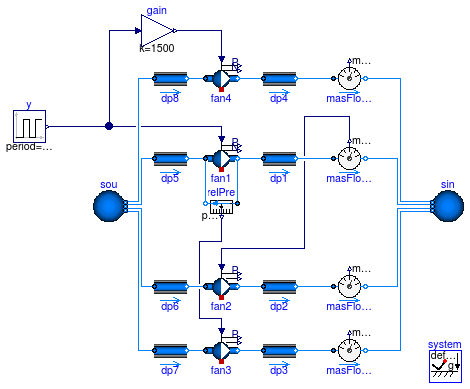 gain
k=1500
P
m...
dp8
fan4
dp4
masFlo...
y
period=...
P
m...
dp5
fan1
dp1
masFlo...
relPre
p...
sou
sin
P
m...
dp6
fan2
dp2
masFlo...
P
m...
dp7
fan3
dp3
masFlo...
system
def...
g